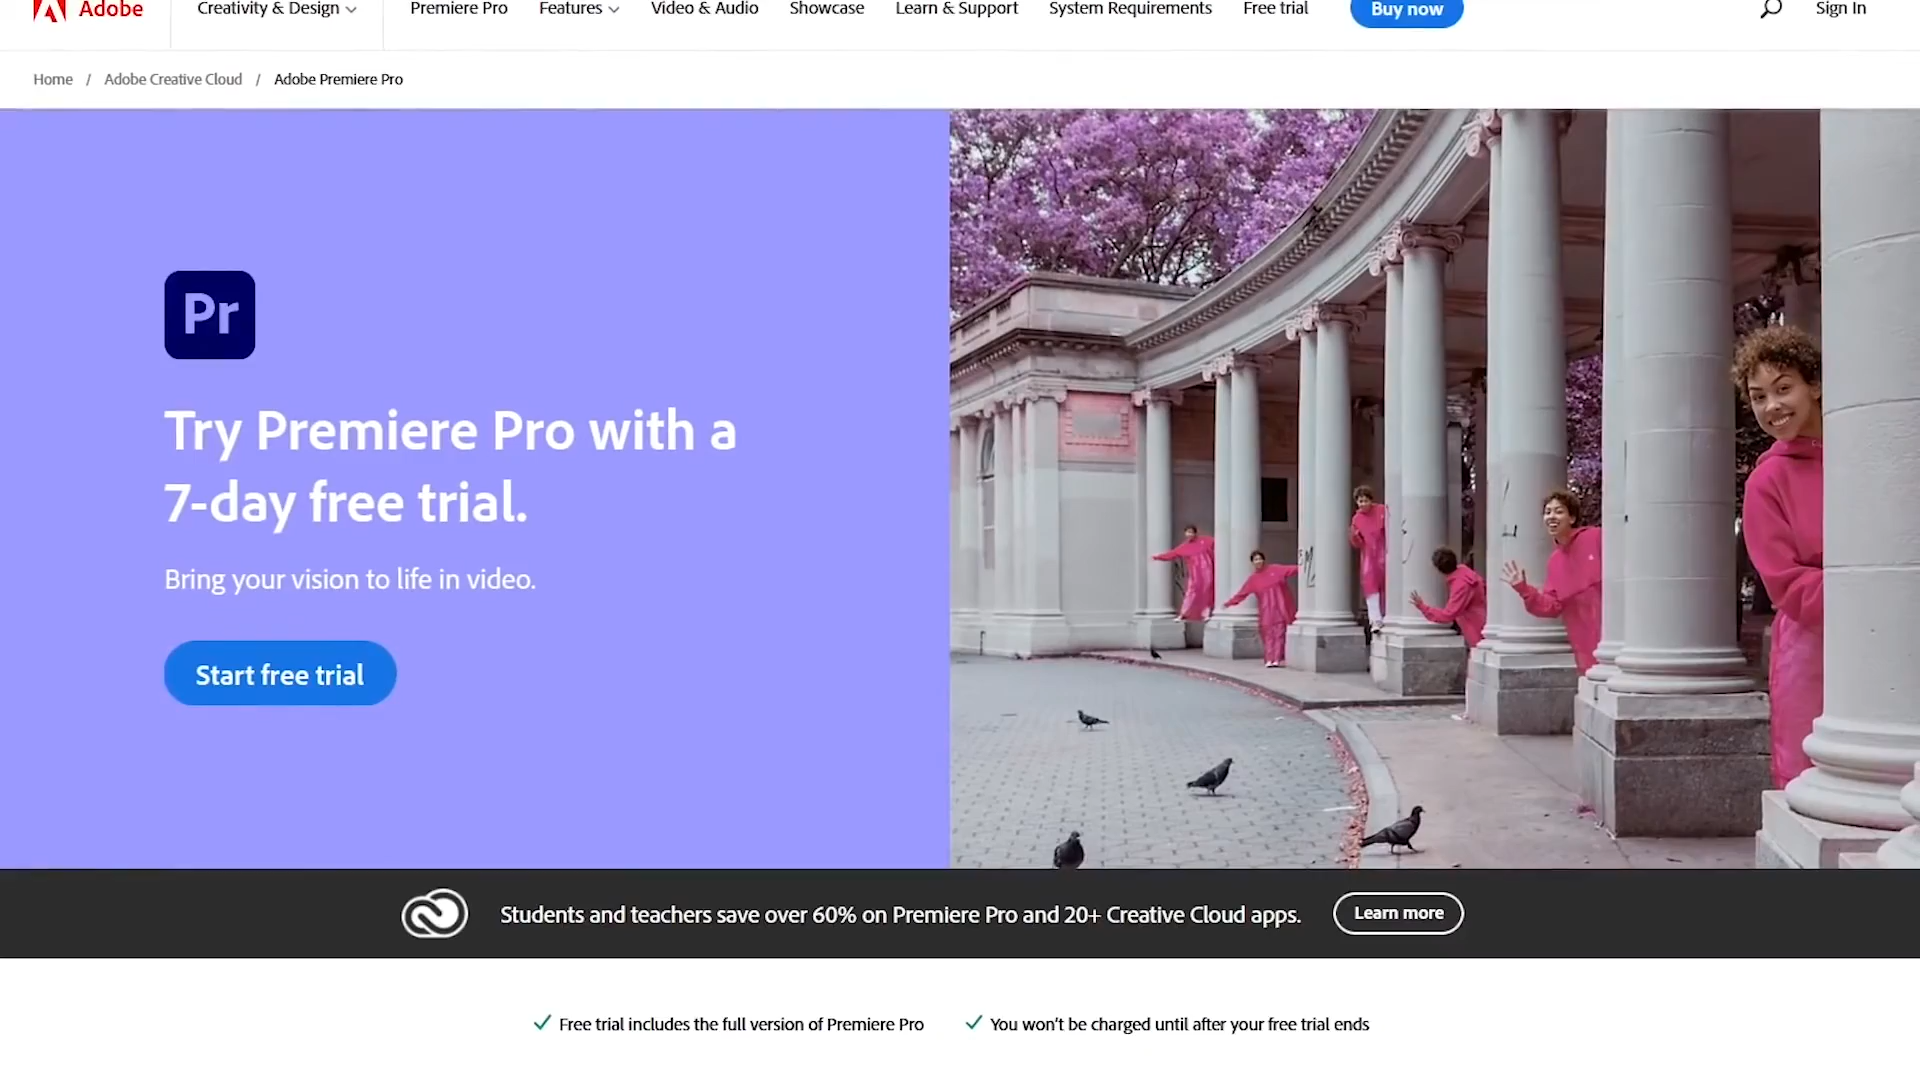 Adobe
Creativity & Design
Premiere Pro
Features
Video & Audio
Showcase
Learn & Support
System Requirements
Free trial
Buy now
Sign In
Home / Adobe Creative Cloud / Adobe Premiere Pro
Pr
Try Premiere Pro with a
7-day free trial.
Bring your vision to life in video.
Start free trial
Students and teachers save over 60% on Premiere Pro and 20+ Creative Cloud apps.
Learn more
Free trial includes the full version of Premiere Pro
You won't be charged until after your free trial ends